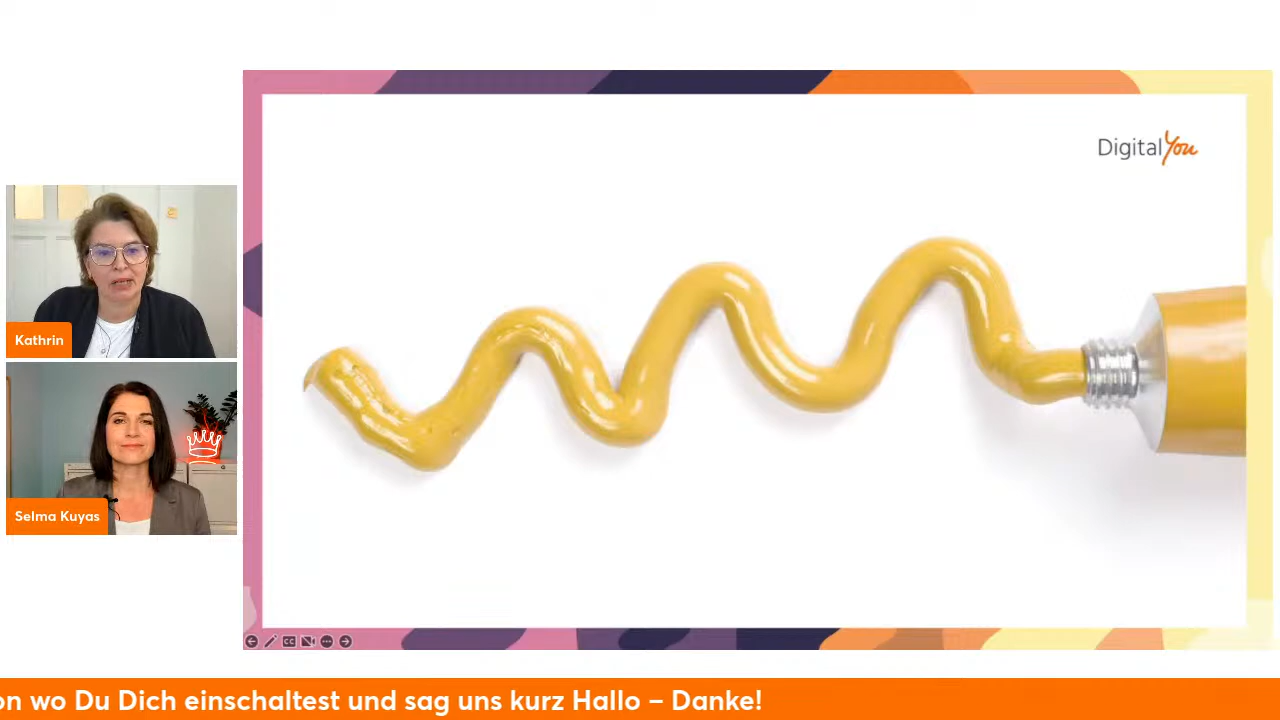 DigitalYou
Kathrin
Selma Kuyas
on wo Du Dich einschaltest und sag uns kurz Hallo – Danke!